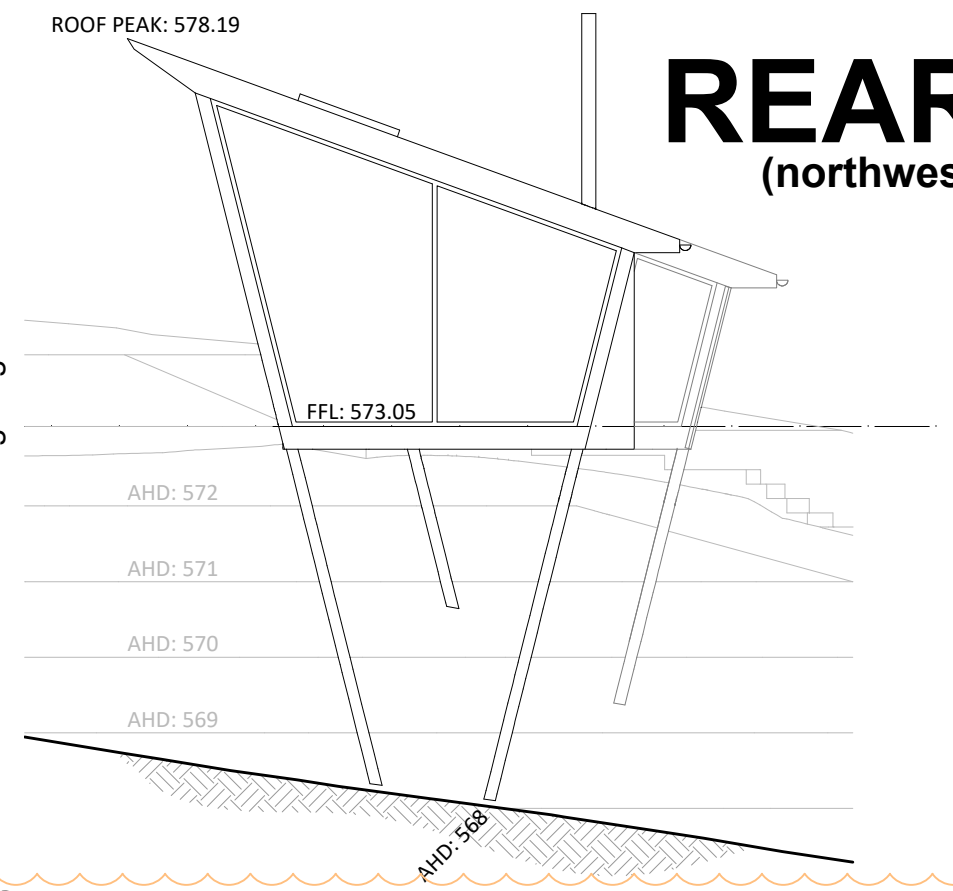 ROOF PEAK: 578.19
REAR
(northwes
FFL: 573.05
AHD: 572
AHD: 571
AHD: 570
AHD: 569
AHD: 568